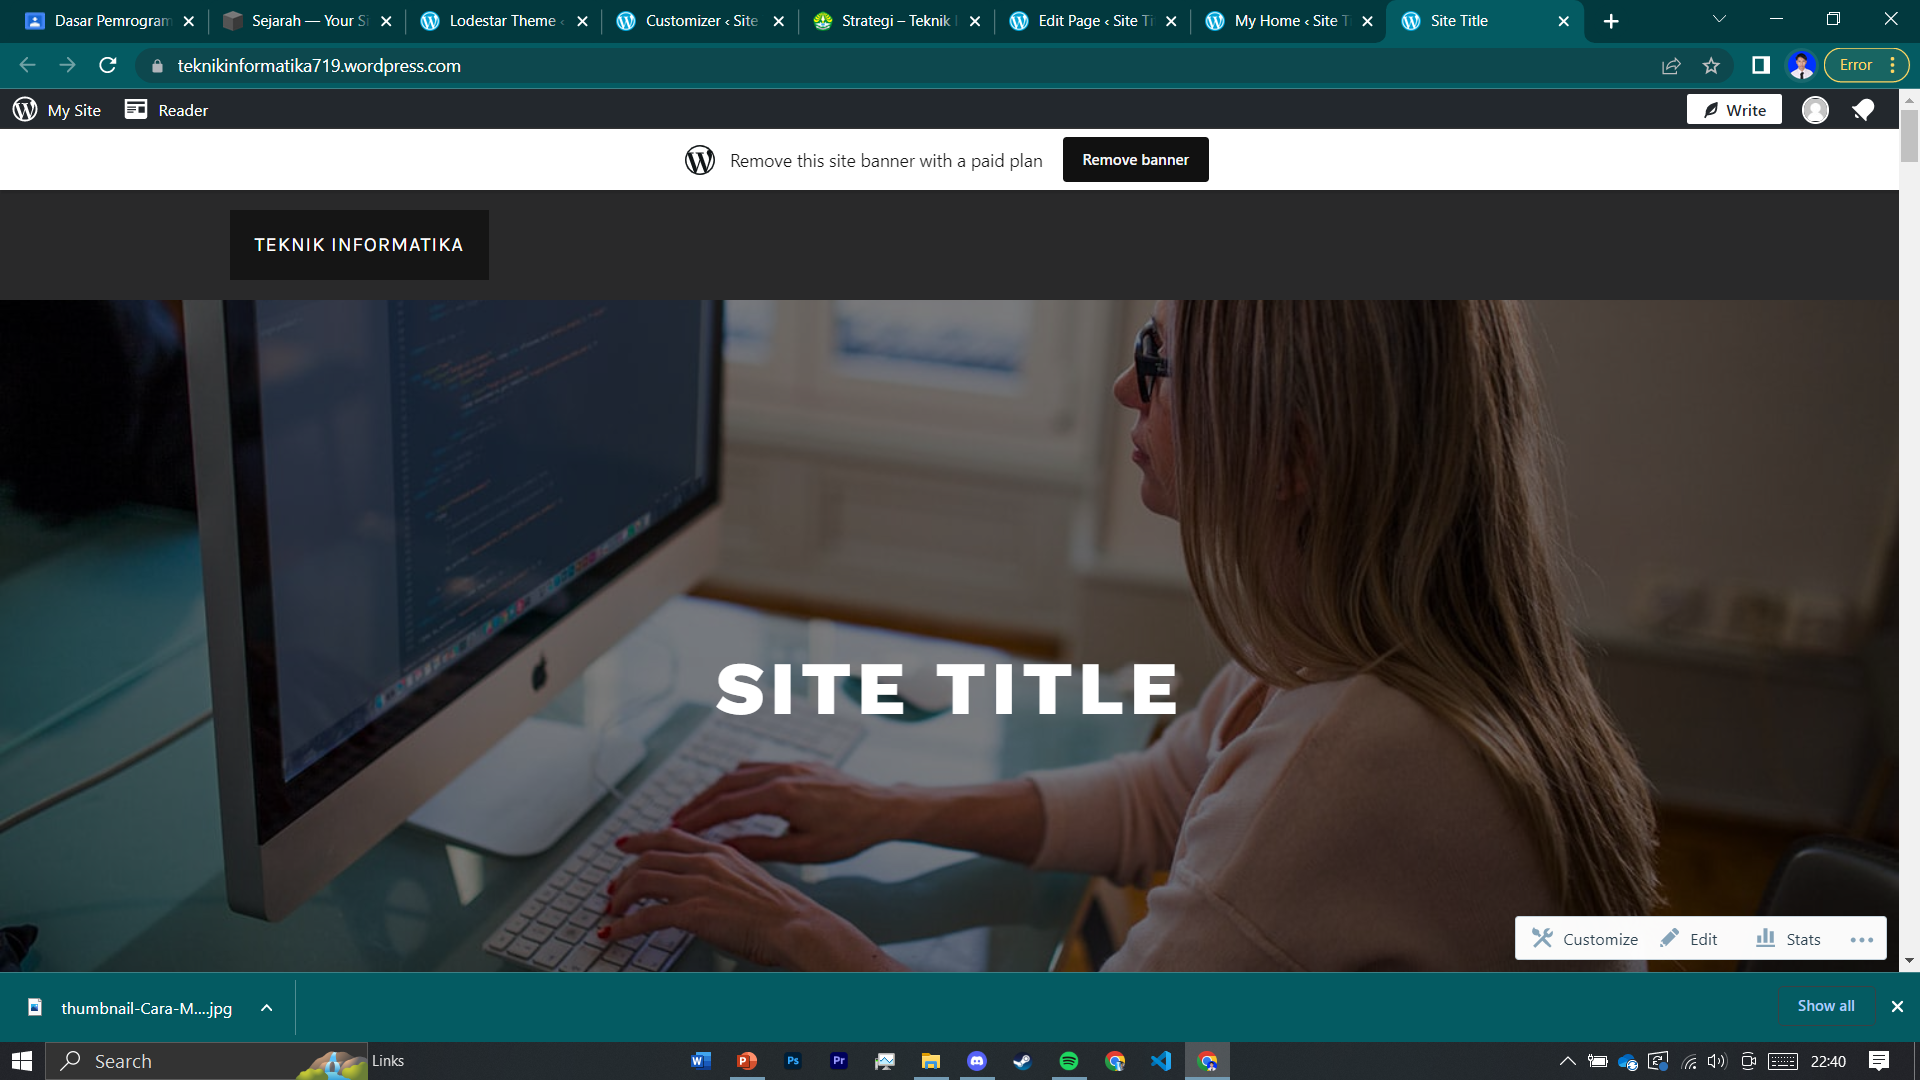 Dasar Pemrogram
Sejarah — Your Si
Lodestar Theme ‹
Customizer ‹ Site
Strategi – Teknik
Edit Page ‹ Site Ti
My Home ‹ Site T
Site Title
teknikinformatika719.wordpress.com
Error
My Site
Reader
Write
Remove this site banner with a paid plan
Remove banner
TEKNIK INFORMATIKA
SITE TITLE
Customize
Edit
Stats
thumbnail-Cara-M....jpg
Show all
Search
Links
22:40